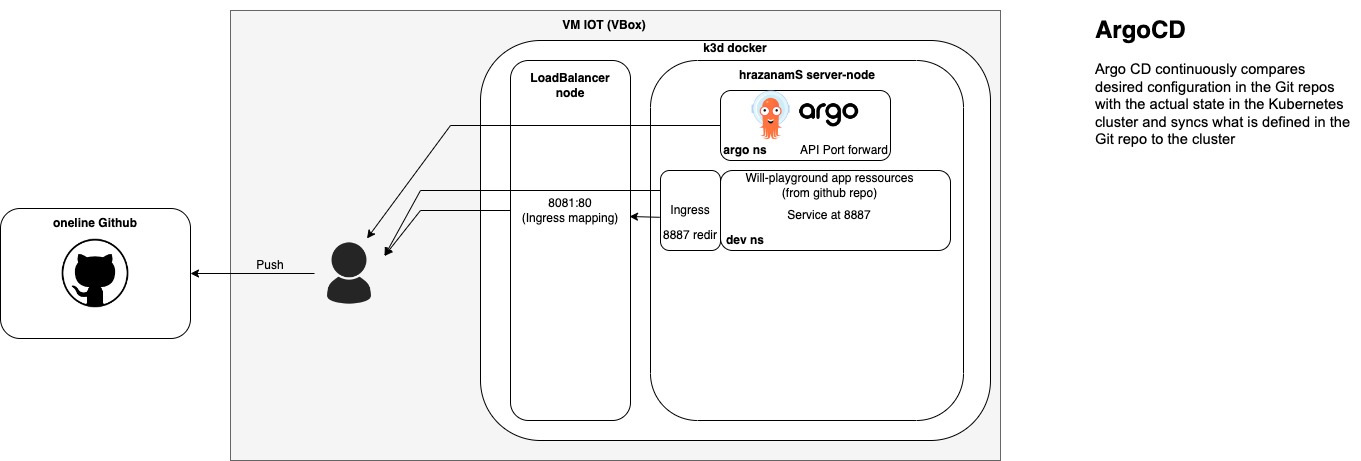 VM IOT (VBox)
k3d docker
LoadBalancer
node
hrazanamS server-node
argo
argo ns
API Port forward
Will-playground app ressources
(from github repo)
Service at 8887
dev ns
Ingress
8887 redir
8081:80
(Ingress mapping)
oneline Github
Push
ArgoCD
Argo CD continuously compares
desired configuration in the Git repos
with the actual state in the Kubernetes
cluster and syncs what is defined in the
Git repo to the cluster